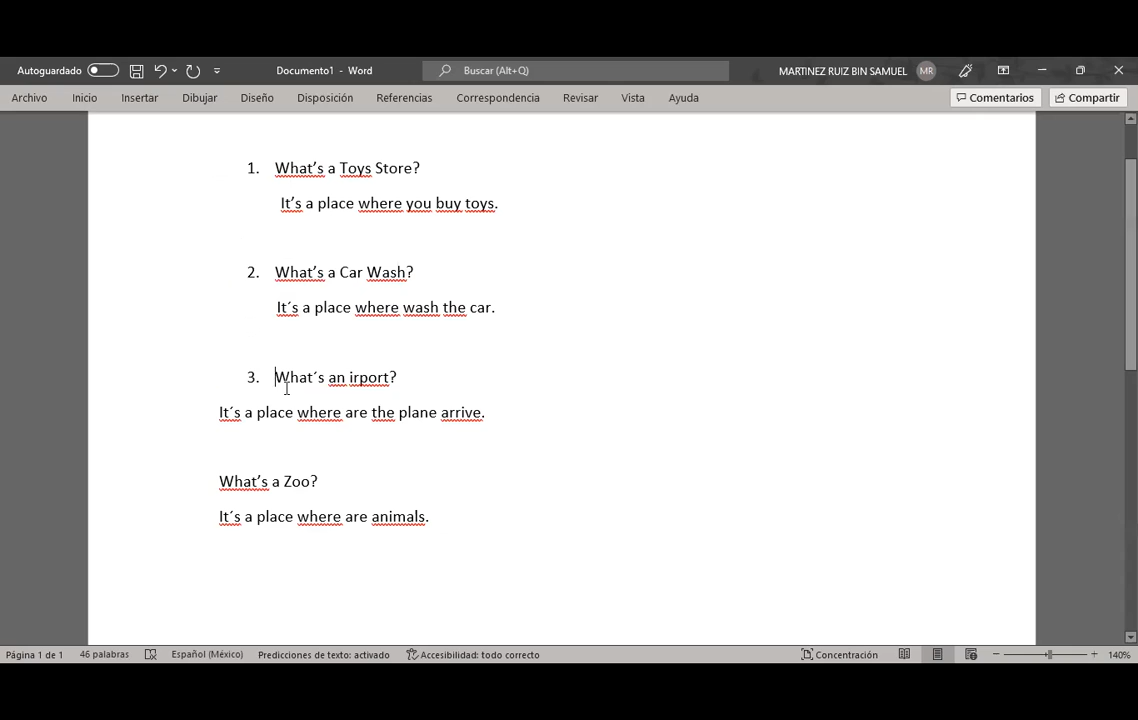 Autoguardado
Documento1 - Word
Buscar (Alt+Q)
MARTINEZ RUIZ BIN SAMUEL
MR
Archivo Inicio Insertar Dibujar Diseño Disposición Referencias Correspondencia Revisar Vista Ayuda
Comentarios
Compartir
1. What’s a Toys Store?
It’s a place where you buy toys.
2. What’s a Car Wash?
It´s a place where wash the car.
3. What´s an irport?
It´s a place where are the plane arrive.
What’s a Zoo?
It´s a place where are animals.
Página 1 de 1 46 palabras Español (México) Predicciones de texto: activado Accesibilidad: todo correcto Concentración 140%